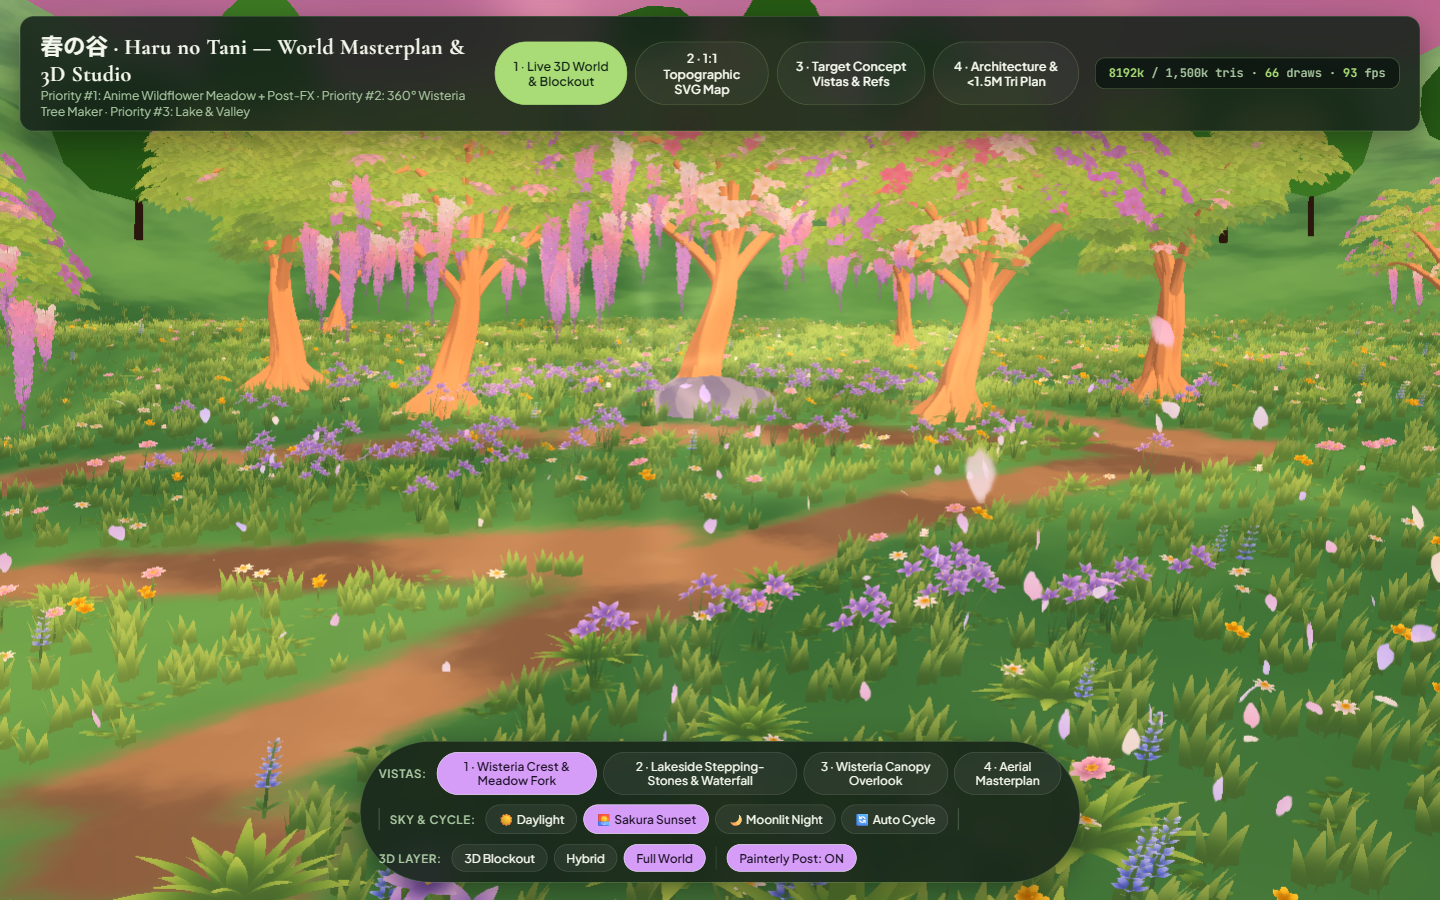 春の谷 · Haru no Tani — World Masterplan &
3D Studio
Priority #1: Anime Wildflower Meadow + Post-FX · Priority #2: 360° Wisteria
Tree Maker · Priority #3: Lake & Valley
1 · Live 3D World
& Blockout
2 · 1:1
Topographic
SVG Map
3 · Target Concept
Vistas & Refs
4 · Architecture &
<1.5M Tri Plan
8192k / 1,500k tris · 66 draws · 93 fps
VISTAS:
1 · Wisteria Crest &
Meadow Fork
2 · Lakeside Stepping-
Stones & Waterfall
3 · Wisteria Canopy
Overlook
4 · Aerial
Masterplan
SKY & CYCLE:
Daylight
Sakura Sunset
Moonlit Night
Auto Cycle
3D LAYER:
3D Blockout
Hybrid
Full World
Painterly Post: ON